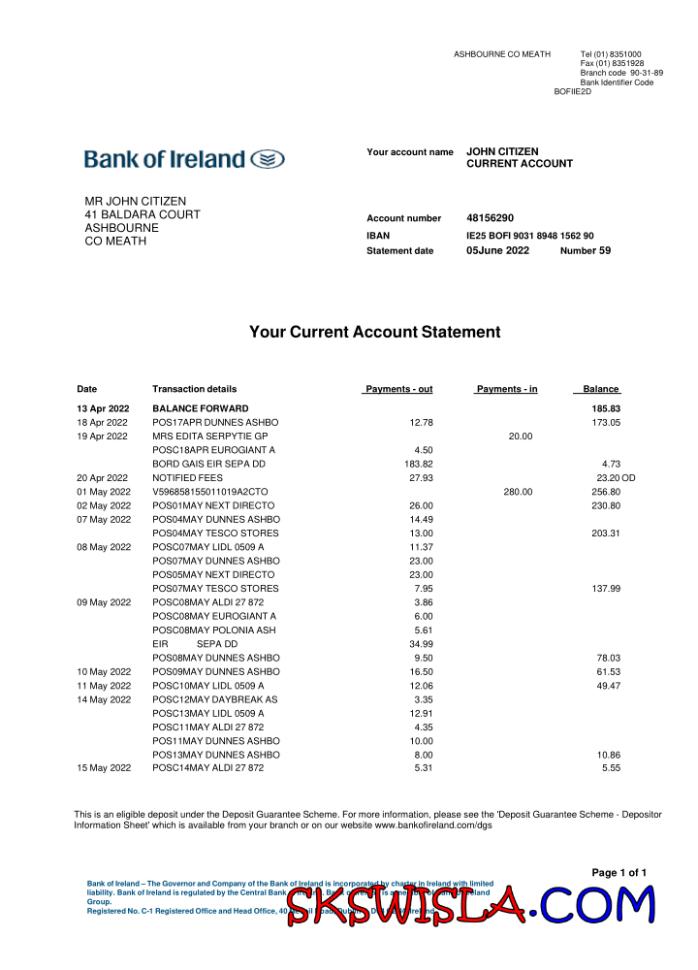 ASHBOURNE CO MEATH Tel (01) 8351000
Fax (01) 8351928
Branch code 90-31-89
Bank Identifier Code
BOFIIE2D
Bank of Ireland
Your account name JOHN CITIZEN
CURRENT ACCOUNT
MR JOHN CITIZEN
41 BALDARA COURT
ASHBOURNE
CO MEATH
Account number 48156290
IBAN IE25 BOFI 9031 8948 1562 90
Statement date 05June 2022 Number 59
Your Current Account Statement
Date Transaction details Payments - out Payments - in Balance
13 Apr 2022 BALANCE FORWARD 185.83
18 Apr 2022 POS17APR DUNNES ASHBO 12.78 173.05
19 Apr 2022 MRS EDITA SERPYTIE GP 20.00
POSC18APR EUROGIANT A 4.50
BORD GAIS EIR SEPA DD 183.82 4.73
20 Apr 2022 NOTIFIED FEES 27.93 23.20 OD
01 May 2022 V596858155011019A2CTO 280.00 256.80
02 May 2022 POS01MAY NEXT DIRECTO 26.00 230.80
07 May 2022 POS04MAY DUNNES ASHBO 14.49
POS04MAY TESCO STORES 13.00 203.31
08 May 2022 POSC07MAY LIDL 0509 A 11.37
POS07MAY DUNNES ASHBO 23.00
POS05MAY NEXT DIRECTO 23.00
POS07MAY TESCO STORES 7.95 137.99
09 May 2022 POSC08MAY ALDI 27 872 3.86
POSC08MAY EUROGIANT A 6.00
POSC08MAY POLONIA ASH 5.61
EIR SEPA DD 34.99
POS08MAY DUNNES ASHBO 9.50 78.03
10 May 2022 POS09MAY DUNNES ASHBO 16.50 61.53
11 May 2022 POSC10MAY LIDL 0509 A 12.06 49.47
14 May 2022 POSC12MAY DAYBREAK AS 3.35
POSC13MAY LIDL 0509 A 12.91
POSC11MAY ALDI 27 872 4.35
POS11MAY DUNNES ASHBO 10.00
POS13MAY DUNNES ASHBO 8.00 10.86
15 May 2022 POSC14MAY ALDI 27 872 5.31 5.55
This is an eligible deposit under the Deposit Guarantee Scheme. For more information, please see the 'Deposit Guarantee Scheme - Depositor
Information Sheet' which is available from your branch or on our website www.bankofireland.com/dgs
Page 1 of 1
Bank of Ireland – The Governor and Company of the Bank of Ireland is incorporated by charter in Ireland with limited
liability. Bank of Ireland is regulated by the Central Bank
Group.
Registered No. C-1 Registered Office and Head Office, 40
SKSWISLA.COM